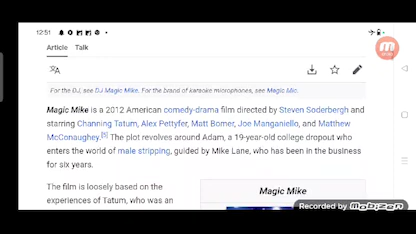 12:51
Article Talk
For the DJ, see DJ Magic Mike. For the brand of karaoke microphones, see Magic Mic.
Magic Mike is a 2012 American comedy-drama film directed by Steven Soderbergh and
starring Channing Tatum, Alex Pettyfer, Matt Bomer, Joe Manganiello, and Matthew
McConaughey.[5] The plot revolves around Adam, a 19-year-old college dropout who
enters the world of male stripping, guided by Mike Lane, who has been in the business
for six years.
The film is loosely based on the
experiences of Tatum, who was an
Magic Mike
Recorded by Mobizen